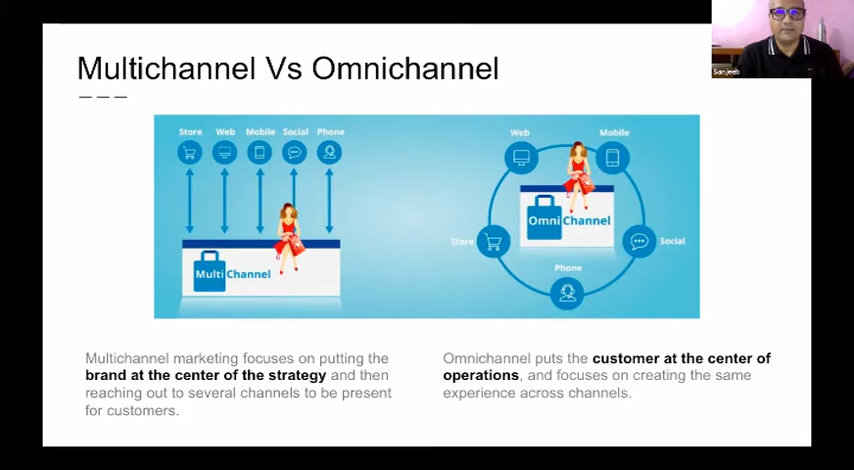 Sanjeeb
Multichannel Vs Omnichannel
Store Web Mobile Social Phone
Multi Channel
Web Mobile
Omni Channel
Store Social
Phone
Multichannel marketing focuses on putting the
brand at the center of the strategy and then
reaching out to several channels to be present
for customers.
Omnichannel puts the customer at the center of
operations, and focuses on creating the same
experience across channels.